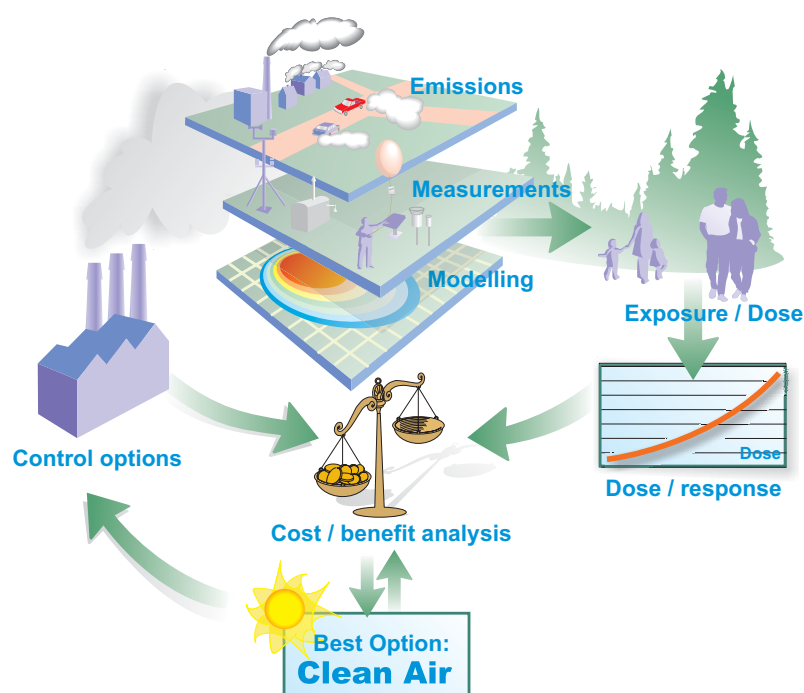 Emissions
Measurements
Modelling
Exposure / Dose
Control options
Dose
Dose / response
Cost / benefit analysis
Best Option:
Clean Air